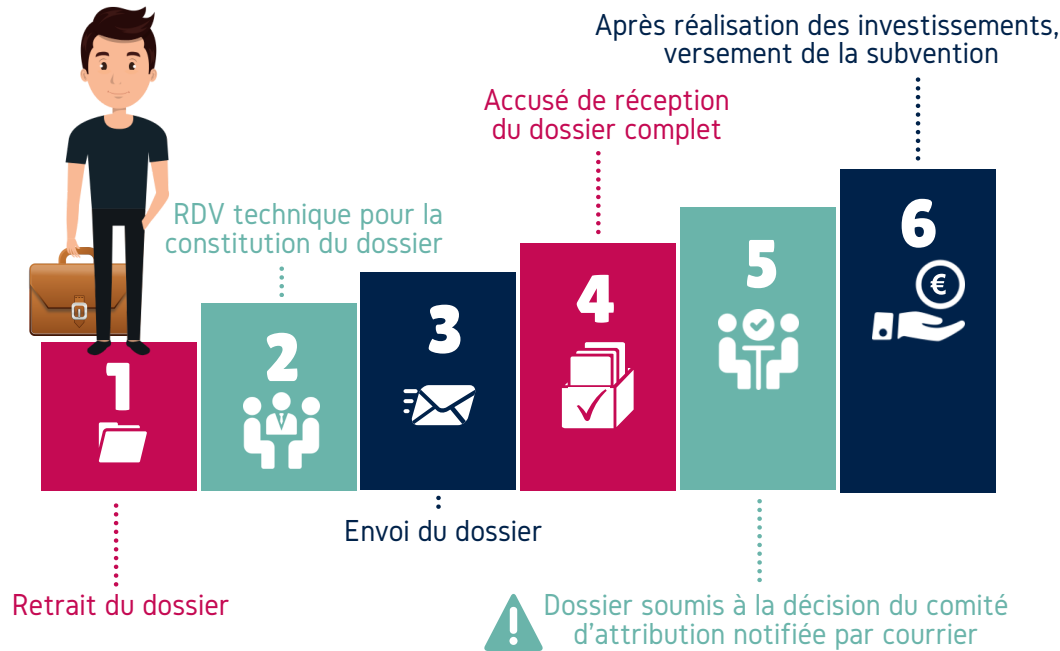 1
Retrait du dossier
2
RDV technique pour la
constitution du dossier
3
Envoi du dossier
4
Accusé de réception
du dossier complet
5
Dossier soumis à la décision du comité
d'attribution notifiée par courrier
6
€
Après réalisation des investissements,
versement de la subvention